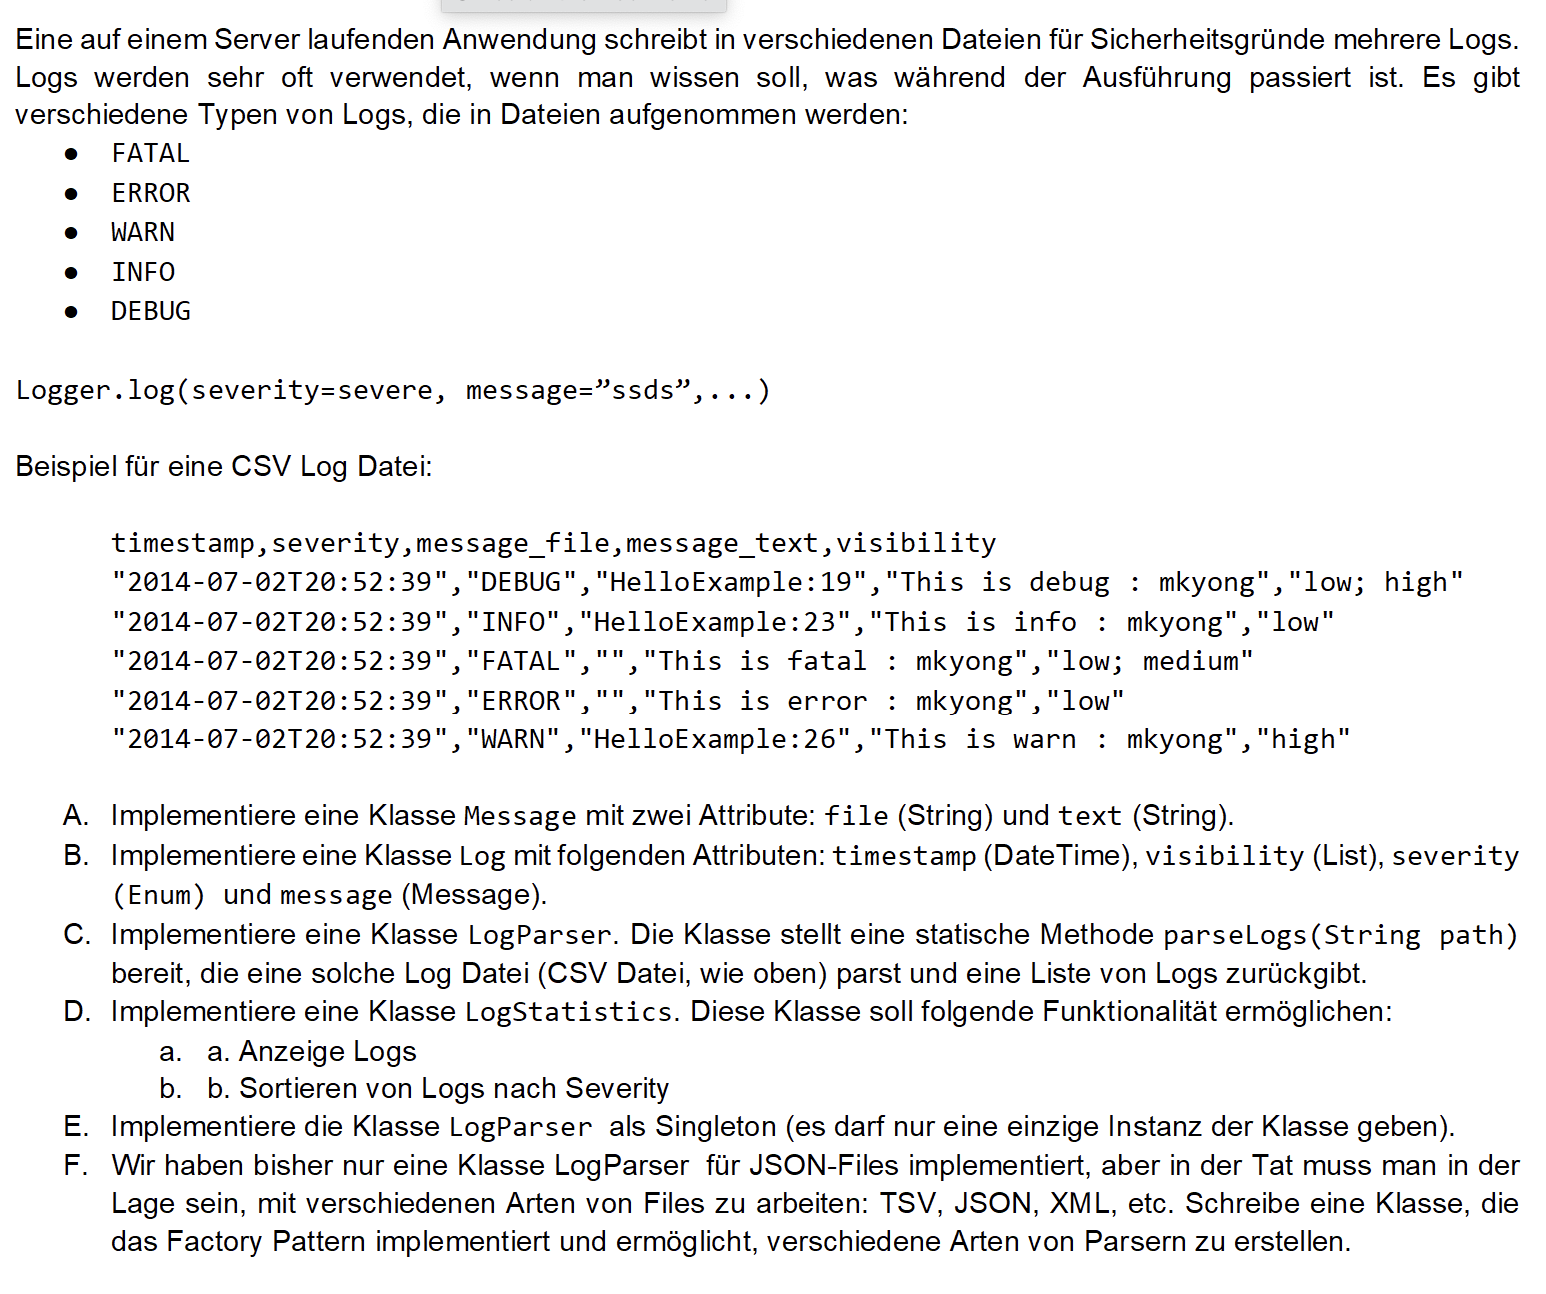 Eine auf einem Server laufenden Anwendung schreibt in verschiedenen Dateien für Sicherheitsgründe mehrere Logs.
Logs werden sehr oft verwendet, wenn man wissen soll, was während der Ausführung passiert ist. Es gibt
verschiedene Typen von Logs, die in Dateien aufgenommen werden:
● FATAL
● ERROR
● WARN
● INFO
● DEBUG
Logger.log(severity=severe, message=”ssds”,...)
Beispiel für eine CSV Log Datei:
timestamp,severity,message_file,message_text,visibility
"2014-07-02T20:52:39","DEBUG","HelloExample:19","This is debug : mkyong","low; high"
"2014-07-02T20:52:39","INFO","HelloExample:23","This is info : mkyong","low"
"2014-07-02T20:52:39","FATAL","","This is fatal : mkyong","low; medium"
"2014-07-02T20:52:39","ERROR","","This is error : mkyong","low"
"2014-07-02T20:52:39","WARN","HelloExample:26","This is warn : mkyong","high"
A. Implementiere eine Klasse Message mit zwei Attribute: file (String) und text (String).
B. Implementiere eine Klasse Log mit folgenden Attributen: timestamp (DateTime), visibility (List), severity
(Enum) und message (Message).
C. Implementiere eine Klasse LogParser. Die Klasse stellt eine statische Methode parseLogs(String path)
bereit, die eine solche Log Datei (CSV Datei, wie oben) parst und eine Liste von Logs zurückgibt.
D. Implementiere eine Klasse LogStatistics. Diese Klasse soll folgende Funktionalität ermöglichen:
a. a. Anzeige Logs
b. b. Sortieren von Logs nach Severity
E. Implementiere die Klasse LogParser als Singleton (es darf nur eine einzige Instanz der Klasse geben).
F. Wir haben bisher nur eine Klasse LogParser für JSON-Files implementiert, aber in der Tat muss man in der
Lage sein, mit verschiedenen Arten von Files zu arbeiten: TSV, JSON, XML, etc. Schreibe eine Klasse, die
das Factory Pattern implementiert und ermöglicht, verschiedene Arten von Parsern zu erstellen.